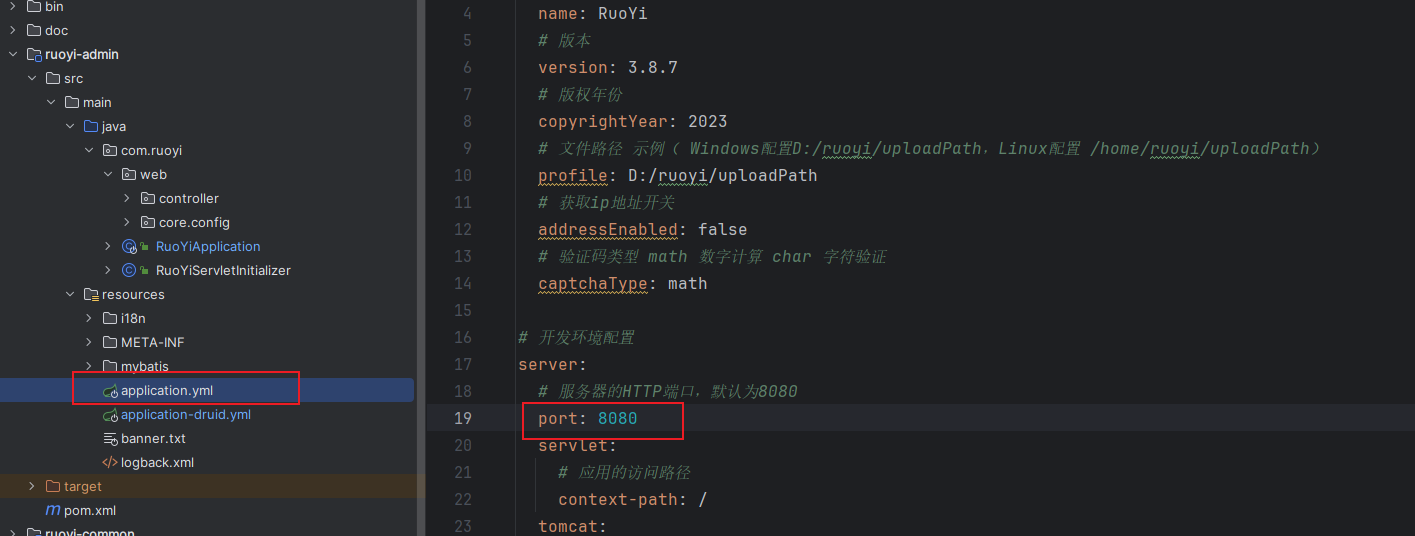 bin
doc
ruoyi-admin
src
main
java
com.ruoyi
web
controller
core.config
RuoYiApplication
RuoYiServletInitializer
resources
i18n
META-INF
mybatis
application.yml
application-druid.yml
banner.txt
logback.xml
target
pom.xml
ruoyi-common
4 name: RuoYi
5 # 版本
6 version: 3.8.7
7 # 版权年份
8 copyrightYear: 2023
9 # 文件路径 示例（ Windows配置D:/ruoyi/uploadPath，Linux配置 /home/ruoyi/uploadPath）
10 profile: D:/ruoyi/uploadPath
11 # 获取ip地址开关
12 addressEnabled: false
13 # 验证码类型 math 数字计算 char 字符验证
14 captchaType: math
15
16 # 开发环境配置
17 server:
18 # 服务器的HTTP端口，默认为8080
19 port: 8080
20 servlet:
21 # 应用的访问路径
22 context-path: /
23 tomcat: